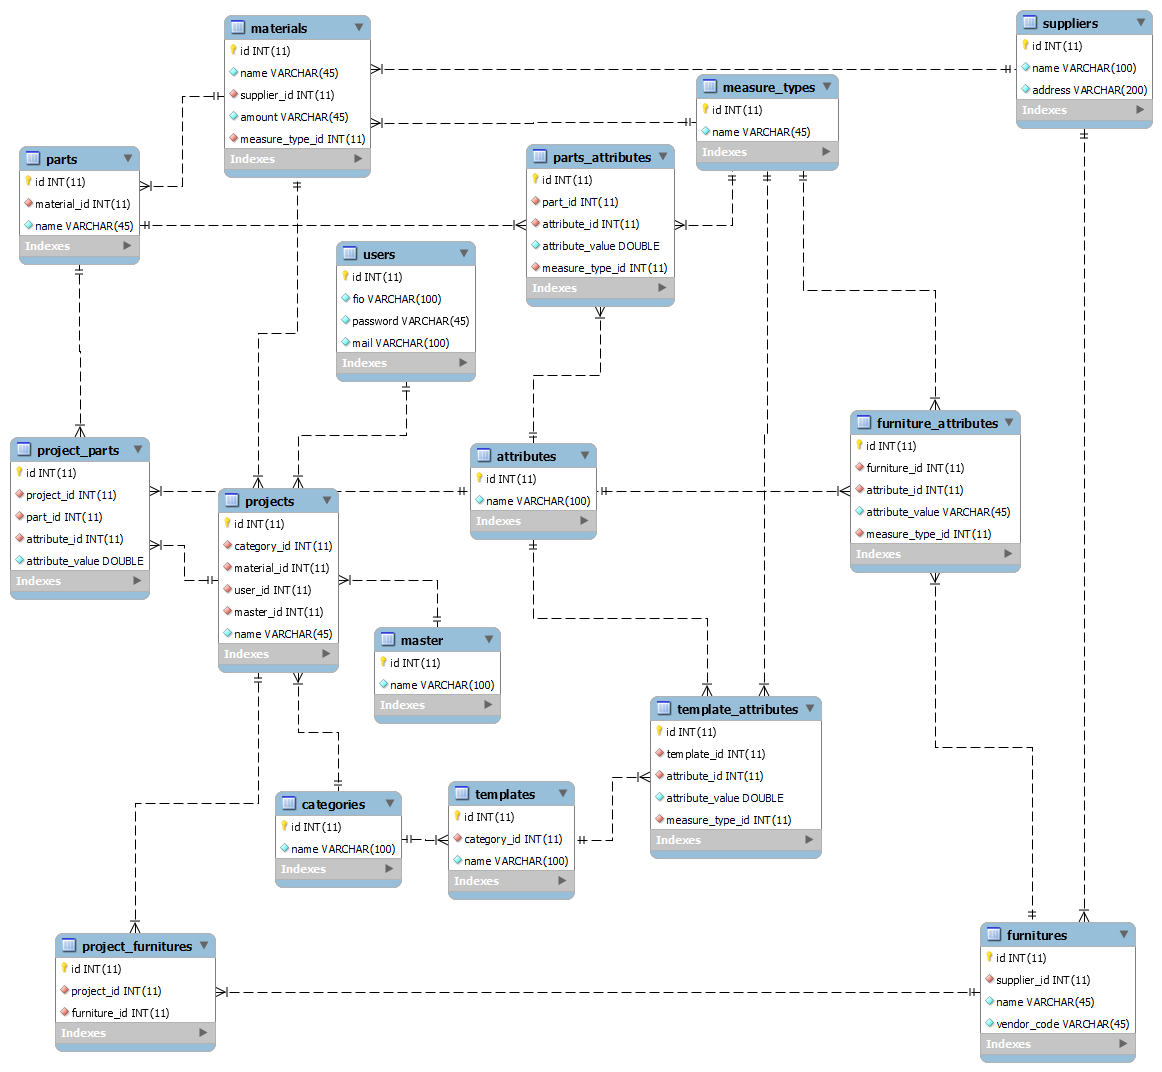 materials
id INT(11)
name VARCHAR(45)
supplier_id INT(11)
amount VARCHAR(45)
measure_type_id INT(11)
Indexes
suppliers
id INT(11)
name VARCHAR(100)
address VARCHAR(200)
Indexes
measure_types
id INT(11)
name VARCHAR(45)
Indexes
parts
id INT(11)
material_id INT(11)
name VARCHAR(45)
Indexes
parts_attributes
id INT(11)
part_id INT(11)
attribute_id INT(11)
attribute_value DOUBLE
measure_type_id INT(11)
Indexes
users
id INT(11)
fio VARCHAR(100)
password VARCHAR(45)
mail VARCHAR(100)
Indexes
project_parts
id INT(11)
project_id INT(11)
part_id INT(11)
attribute_id INT(11)
attribute_value DOUBLE
Indexes
projects
id INT(11)
category_id INT(11)
material_id INT(11)
user_id INT(11)
master_id INT(11)
name VARCHAR(45)
Indexes
attributes
id INT(11)
name VARCHAR(100)
Indexes
furniture_attributes
id INT(11)
furniture_id INT(11)
attribute_id INT(11)
attribute_value VARCHAR(45)
measure_type_id INT(11)
Indexes
master
id INT(11)
name VARCHAR(100)
Indexes
template_attributes
id INT(11)
template_id INT(11)
attribute_id INT(11)
attribute_value DOUBLE
measure_type_id INT(11)
Indexes
categories
id INT(11)
name VARCHAR(100)
Indexes
templates
id INT(11)
category_id INT(11)
name VARCHAR(100)
Indexes
project_furnitures
id INT(11)
project_id INT(11)
furniture_id INT(11)
Indexes
furnitures
id INT(11)
supplier_id INT(11)
name VARCHAR(45)
vendor_code VARCHAR(45)
Indexes